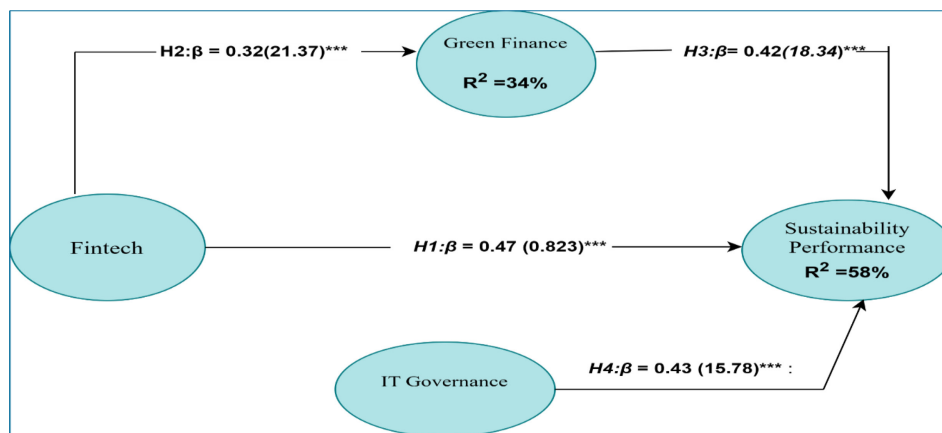 Green Finance
R² =34%
H2:β = 0.32(21.37)***
H3:β= 0.42(18.34)***
Fintech
H1:β = 0.47 (0.823)***
Sustainability
Performance
R² =58%
IT Governance
H4:β = 0.43 (15.78)*** :